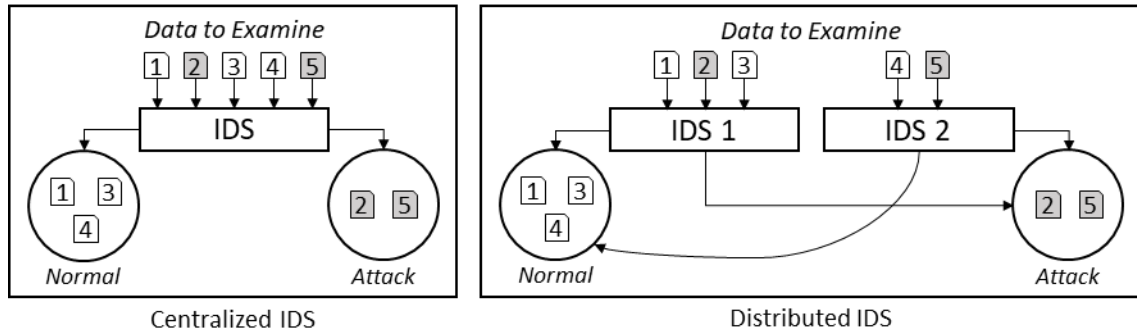 Data to Examine
1 2 3 4 5
IDS
1 3
4
2 5
Normal
Attack
Centralized IDS
Data to Examine
1 2 3 4 5
IDS 1 IDS 2
1 3
4
2 5
Normal
Attack
Distributed IDS